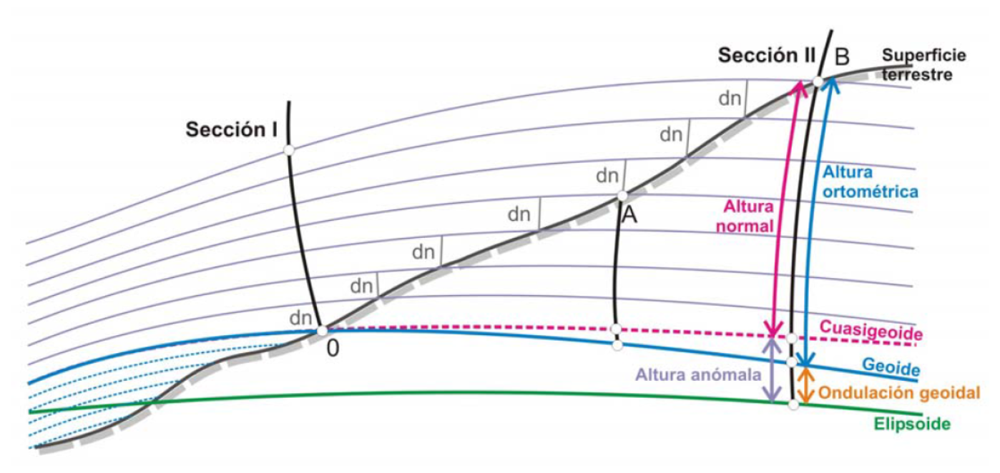 Sección II
B
Superficie
terrestre
dn
Sección I
dn
dn
Altura
ortométrica
A
Altura
normal
dn
dn
dn
dn
Cuasigeoide
0
Geoide
Altura anómala
Ondulación geoidal
Elipsoide